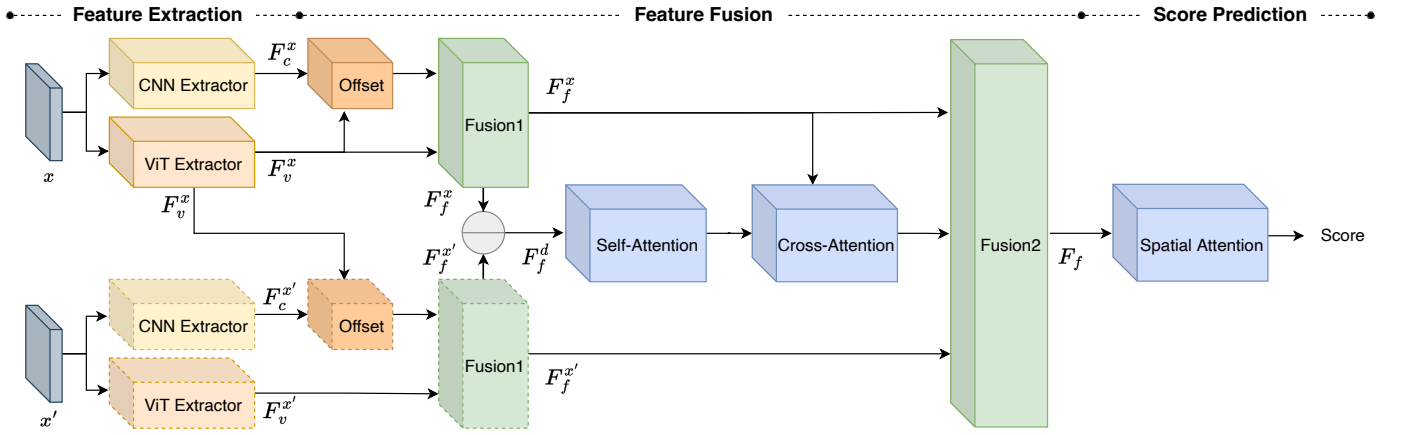 Feature Extraction
Feature Fusion
Score Prediction
x
CNN Extractor
F_c^x
Offset
ViT Extractor
F_v^x
F_v^x
Fusion1
F_f^x
F_f^x
F_f^{x'}
F_f^d
Self-Attention
Cross-Attention
Fusion2
F_f
Spatial Attention
Score
x'
CNN Extractor
F_c^{x'}
Offset
ViT Extractor
F_v^{x'}
Fusion1
F_f^{x'}